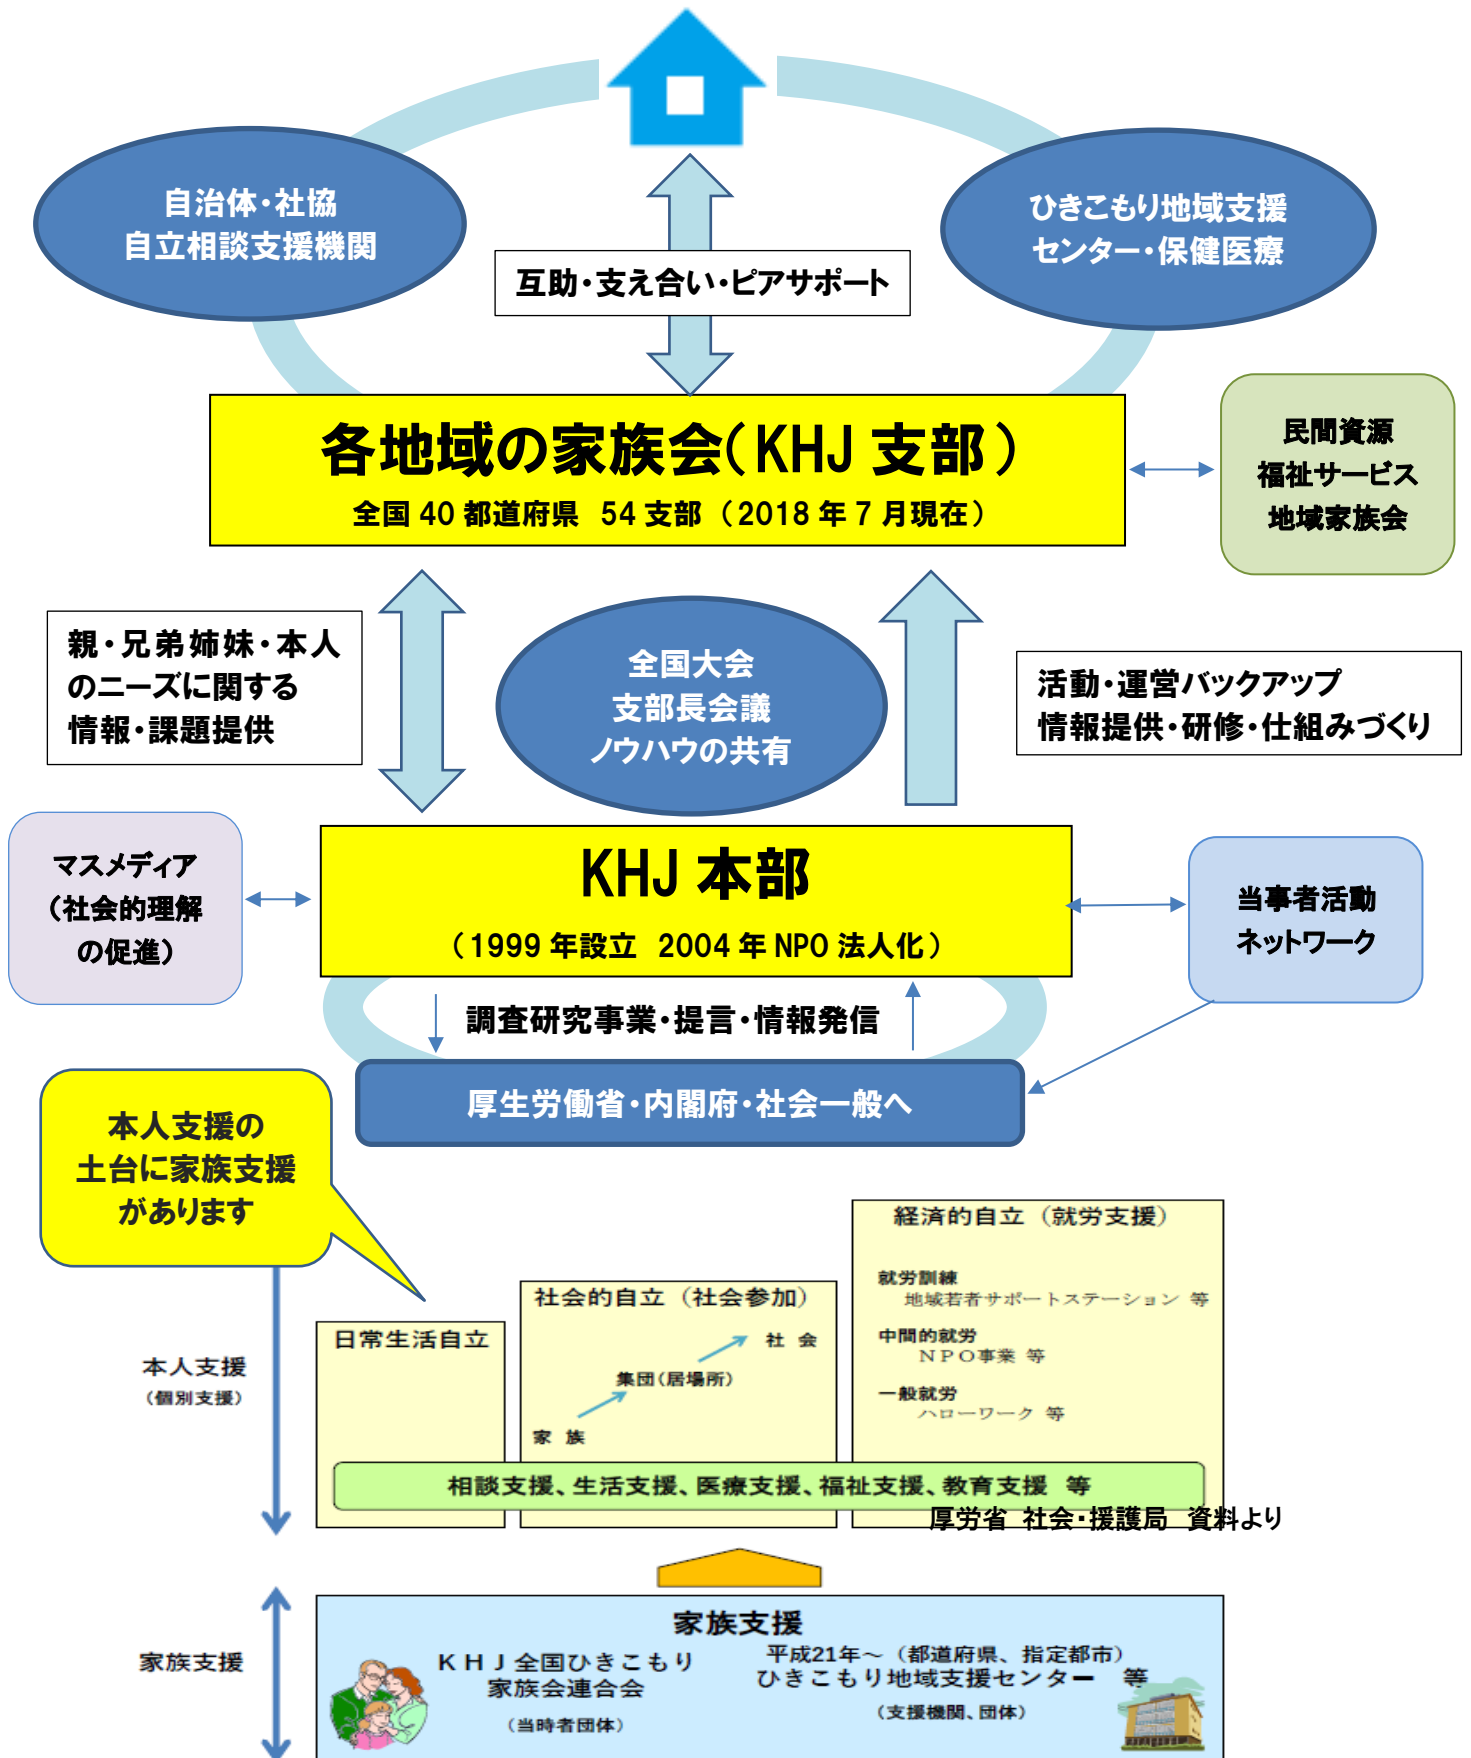 自治体・社協
自立相談支援機関
ひきこもり地域支援
センター・保健医療
互助・支え合い・ピアサポート
各地域の家族会（KHJ 支部）
全国 40 都道府県 54 支部 （2018 年 7 月現在）
民間資源
福祉サービス
地域家族会
親・兄弟姉妹・本人
のニーズに関する
情報・課題提供
全国大会
支部長会議
ノウハウの共有
活動・運営バックアップ
情報提供・研修・仕組みづくり
マスメディア
（社会的理解
の促進）
KHJ 本部
（1999 年設立 2004 年 NPO 法人化）
当事者活動
ネットワーク
調査研究事業・提言・情報発信
厚生労働省・内閣府・社会一般へ
本人支援の
土台に家族支援
があります
本人支援
（個別支援）
日常生活自立
社会的自立（社会参加）
社 会
集団（居場所）
家 族
経済的自立（就労支援）
就労訓練
地域若者サポートステーション 等
中間的就労
ＮＰＯ事業 等
一般就労
ハローワーク 等
相談支援、生活支援、医療支援、福祉支援、教育支援 等
厚労省 社会・援護局 資料より
家族支援
家族支援
ＫＨＪ全国ひきこもり
家族会連合会
（当時者団体）
平成21年～（都道府県、指定都市）
ひきこもり地域支援センター 等
（支援機関、団体）